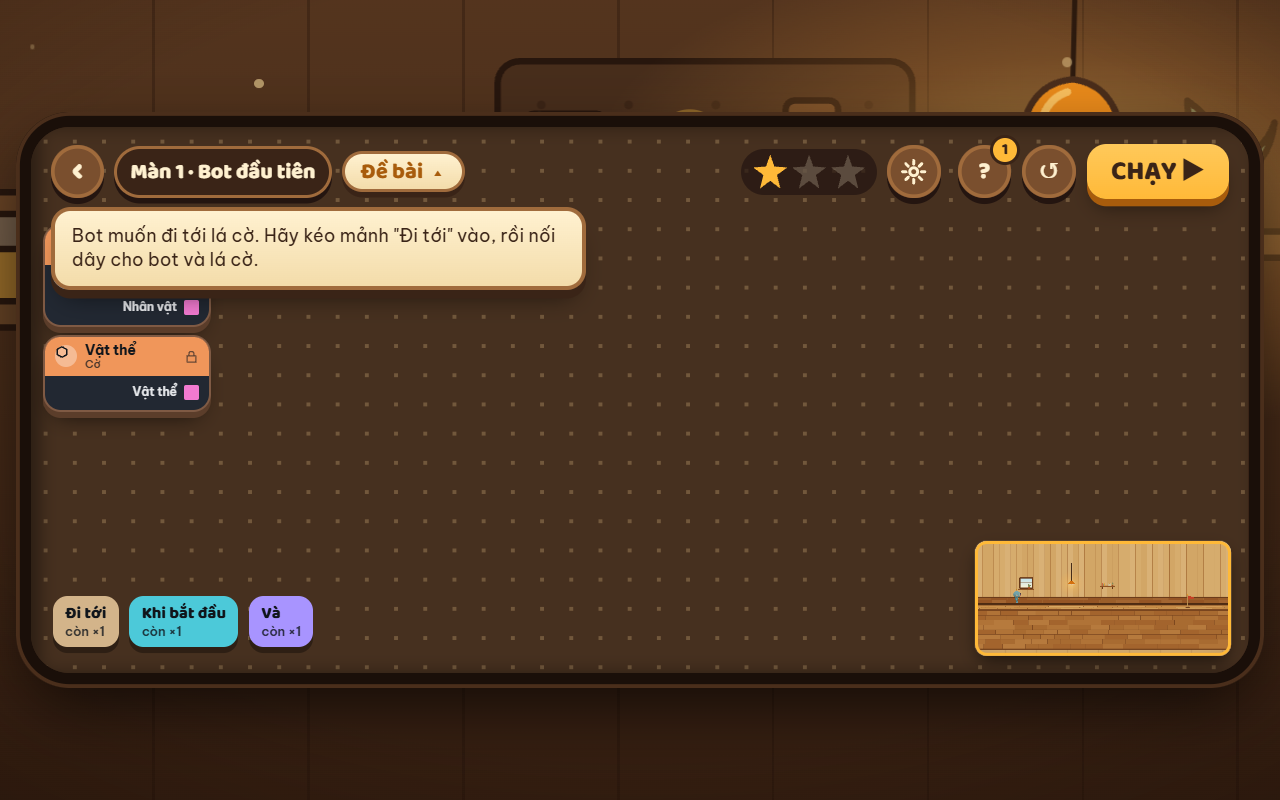 Màn 1 · Bot đầu tiên
Đề bài
?
1
CHẠY
Bot muốn đi tới lá cờ. Hãy kéo mảnh "Đi tới" vào, rồi nối
dây cho bot và lá cờ.
Nhân vật
Vật thể
Cờ
Vật thể
Đi tới
còn ×1
Khi bắt đầu
còn ×1
Và
còn ×1